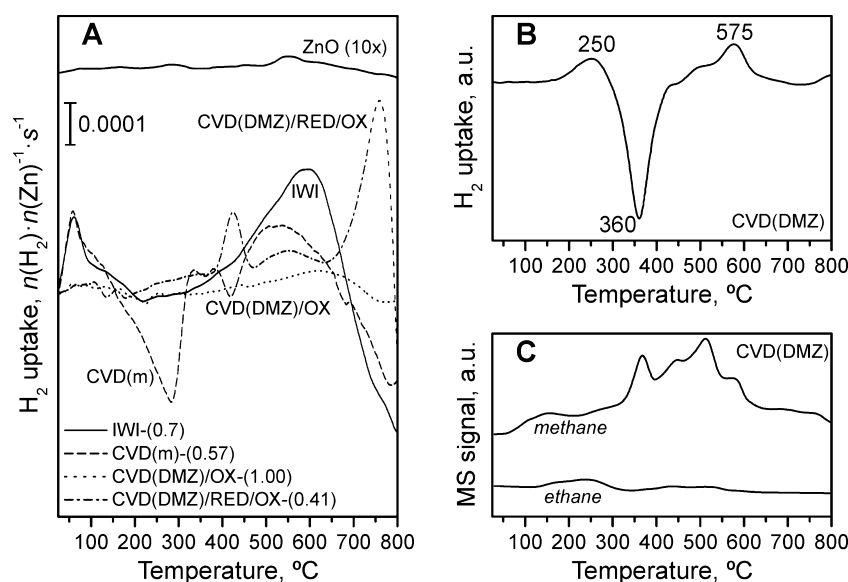 A
ZnO (10x)
0.0001
CVD(DMZ)/RED/OX
IWI
CVD(DMZ)/OX
CVD(m)
IWI-(0.7)
CVD(m)-(0.57)
CVD(DMZ)/OX-(1.00)
CVD(DMZ)/RED/OX-(0.41)
H₂ uptake, n(H₂)·n(Zn)⁻¹·s⁻¹
100 200 300 400 500 600 700 800
Temperature, ºC
B
250
575
360
CVD(DMZ)
H₂ uptake, a.u.
100 200 300 400 500 600 700 800
Temperature, ºC
C
CVD(DMZ)
methane
ethane
MS signal, a.u.
100 200 300 400 500 600 700 800
Temperature, ºC